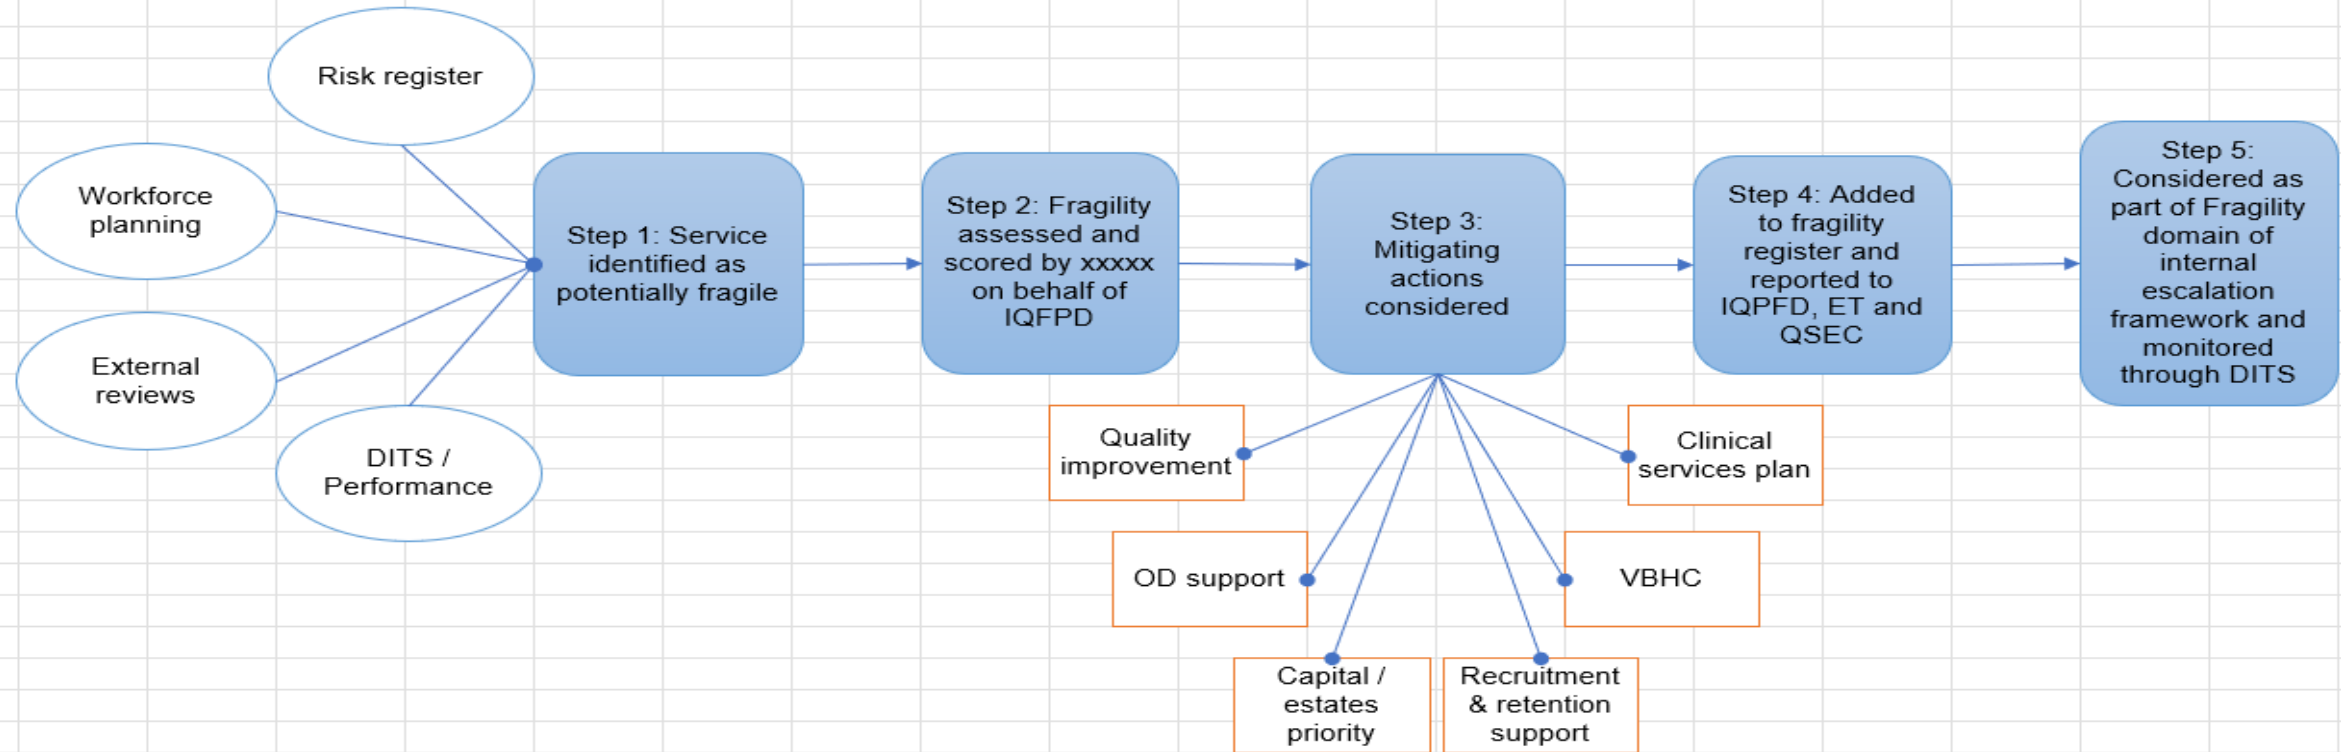 Risk register
Workforce
planning
External
reviews
DITS /
Performance
Step 1: Service
identified as
potentially fragile
Step 2: Fragility
assessed and
scored by xxxxx
on behalf of
IQFPD
Step 3:
Mitigating
actions
considered
Step 4: Added
to fragility
register and
reported to
IQPFD, ET and
QSEC
Step 5:
Considered as
part of Fragility
domain of
internal
escalation
framework and
monitored
through DITS
Quality
improvement
OD support
Capital /
estates
priority
Recruitment
& retention
support
VBHC
Clinical
services plan